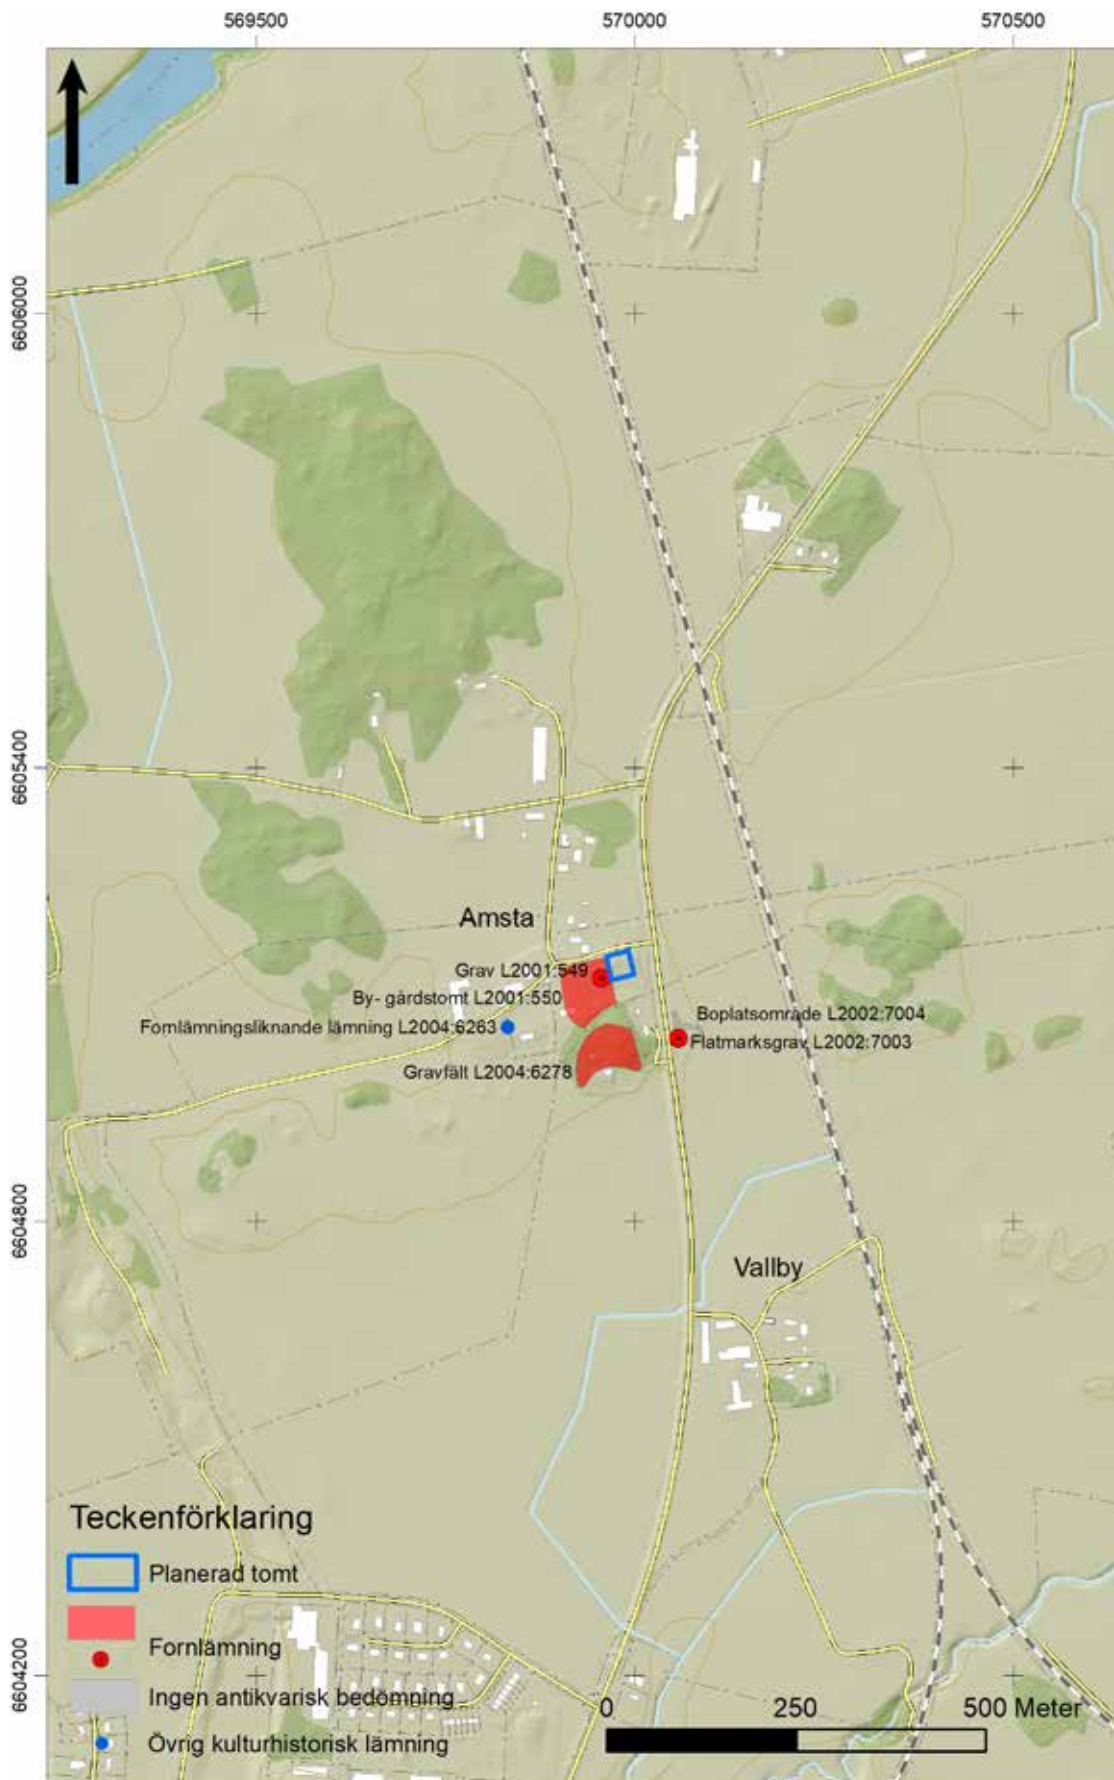 569500 570000 570500
6606000
6605400
Amsta
Grav L2001:549
By- gårdstomt L2001:550
Fornlämningsliknande lämning L2004:6263
Boplatsområde L2002:7004
Flatmarksgrav L2002:7003
Gravfält L2004:6278
6604800
Vallby
Teckenförklaring
Planerad tomt
Fornlämning
Ingen antikvarisk bedömning
Övrig kulturhistorisk lämning
6604200
0 250 500 Meter